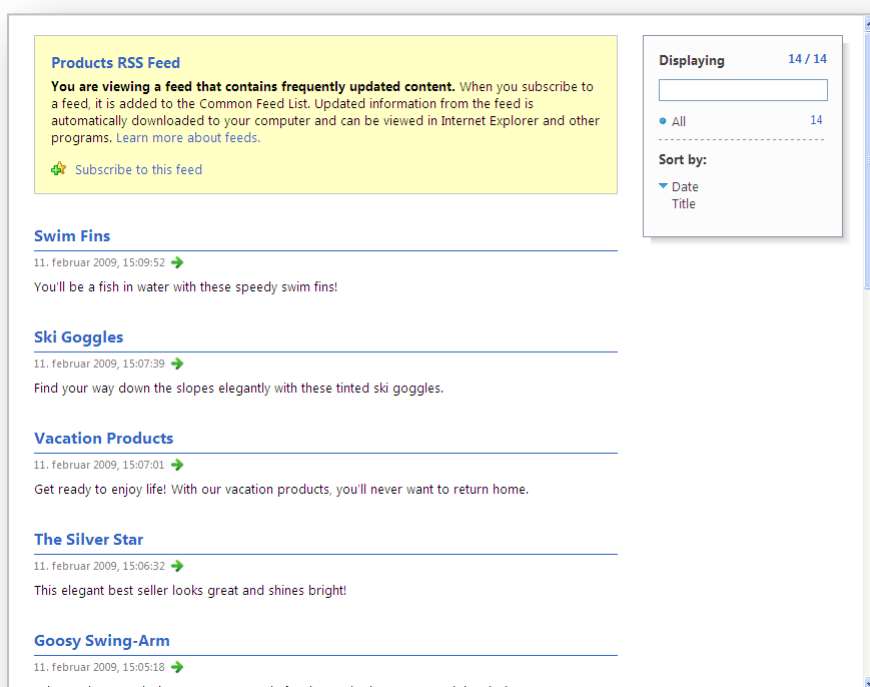 Products RSS Feed
You are viewing a feed that contains frequently updated content. When you subscribe to
a feed, it is added to the Common Feed List. Updated information from the feed is
automatically downloaded to your computer and can be viewed in Internet Explorer and other
programs. Learn more about feeds.
Subscribe to this feed
Displaying 14 / 14
All 14
Sort by:
Date
Title
Swim Fins
11. februar 2009, 15:09:52
You'll be a fish in water with these speedy swim fins!
Ski Goggles
11. februar 2009, 15:07:39
Find your way down the slopes elegantly with these tinted ski goggles.
Vacation Products
11. februar 2009, 15:07:01
Get ready to enjoy life! With our vacation products, you'll never want to return home.
The Silver Star
11. februar 2009, 15:06:32
This elegant best seller looks great and shines bright!
Goosy Swing-Arm
11. februar 2009, 15:05:18